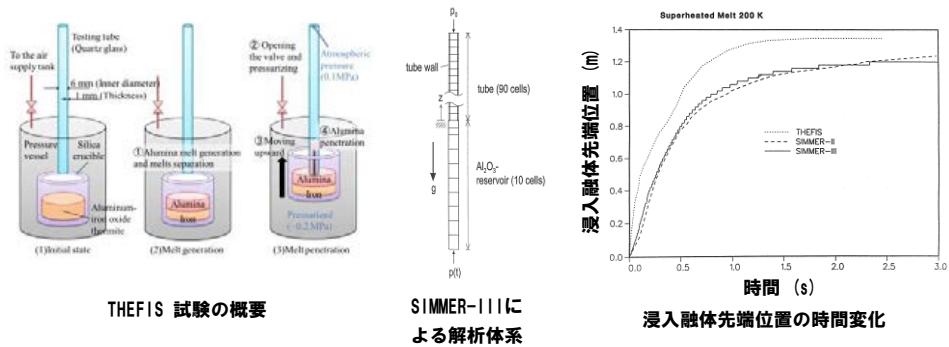 Testing tube
(Quartz glass)
To the air
supply tank
6 mm (Inner diameter)
1 mm (Thickness)
② Opening
the valve and
pressurizing
Atmospheric
pressure
(0.1MPa)
Pressure
vessel
Silica
crucible
①Alumina melt generation
and melts separation
③Moving
upward
④Alumina
penetration
Alumina
Iron
Alumina
Iron
Aluminum-
iron oxide
thermite
Pressurized
(~0.2MPa)
(1)Initial state
(2)Melt generation
(3)Melt penetration
THEFIS 試験の概要
p₀
tube wall
tube (90 cells)
z
g
Al₂O₃-
reservoir (10 cells)
p(t)
SIMMER-IIIに
よる解析体系
Superheated Melt 200 K
浸入融体先端位置 (m)
1.4
1.2
1.0
0.8
0.6
0.4
0.2
0.0
THEFIS
SIMMER-II
SIMMER-III
0.0 0.5 1.0 1.5 2.0 2.5 3.0
時間 (s)
浸入融体先端位置の時間変化